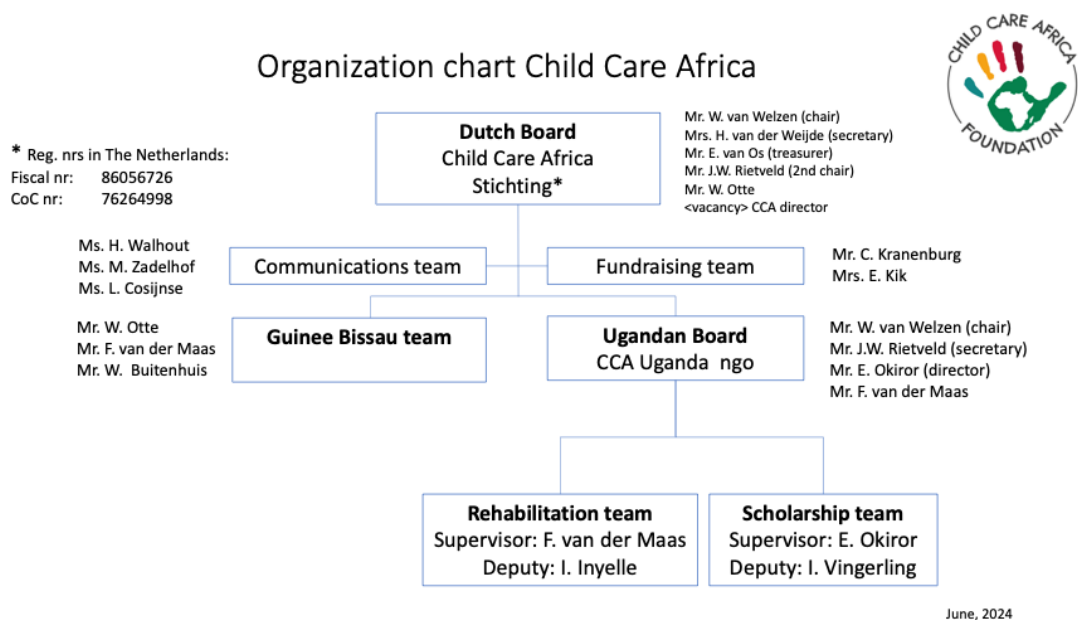 Organization chart Child Care Africa
CHILD CARE AFRICA
FOUNDATION
* Reg. nrs in The Netherlands:
Fiscal nr: 86056726
CoC nr: 76264998
Dutch Board
Child Care Africa
Stichting*
Mr. W. van Welzen (chair)
Mrs. H. van der Weijde (secretary)
Mr. E. van Os (treasurer)
Mr. J.W. Rietveld (2nd chair)
Mr. W. Otte
<vacancy> CCA director
Ms. H. Walhout
Ms. M. Zadelhof
Ms. L. Cosijnse
Communications team
Fundraising team
Mr. C. Kranenburg
Mrs. E. Kik
Mr. W. Otte
Mr. F. van der Maas
Mr. W. Buitenhuis
Guinee Bissau team
Ugandan Board
CCA Uganda ngo
Mr. W. van Welzen (chair)
Mr. J.W. Rietveld (secretary)
Mr. E. Okiror (director)
Mr. F. van der Maas
Rehabilitation team
Supervisor: F. van der Maas
Deputy: I. Inyelle
Scholarship team
Supervisor: E. Okiror
Deputy: I. Vingerling
June, 2024